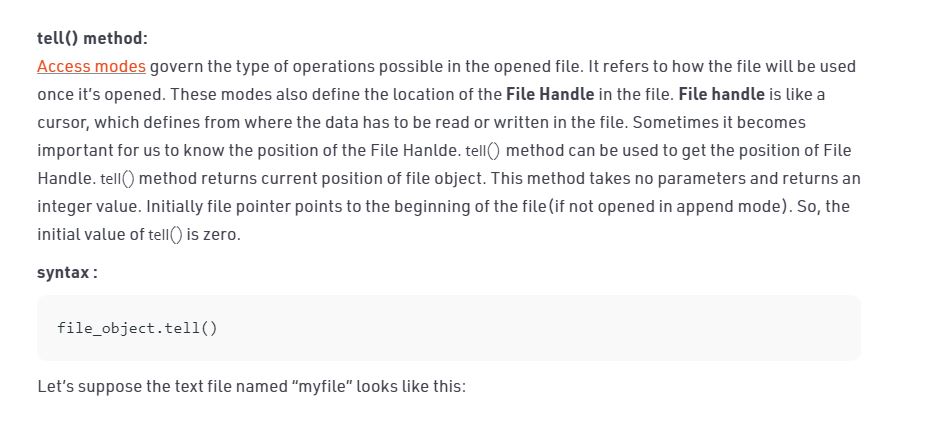 tell() method:
Access modes govern the type of operations possible in the opened file. It refers to how the file will be used
once it’s opened. These modes also define the location of the File Handle in the file. File handle is like a
cursor, which defines from where the data has to be read or written in the file. Sometimes it becomes
important for us to know the position of the File Hanlde. tell() method can be used to get the position of File
Handle. tell() method returns current position of file object. This method takes no parameters and returns an
integer value. Initially file pointer points to the beginning of the file(if not opened in append mode). So, the
initial value of tell() is zero.
syntax :
file_object.tell()
Let’s suppose the text file named “myfile” looks like this: